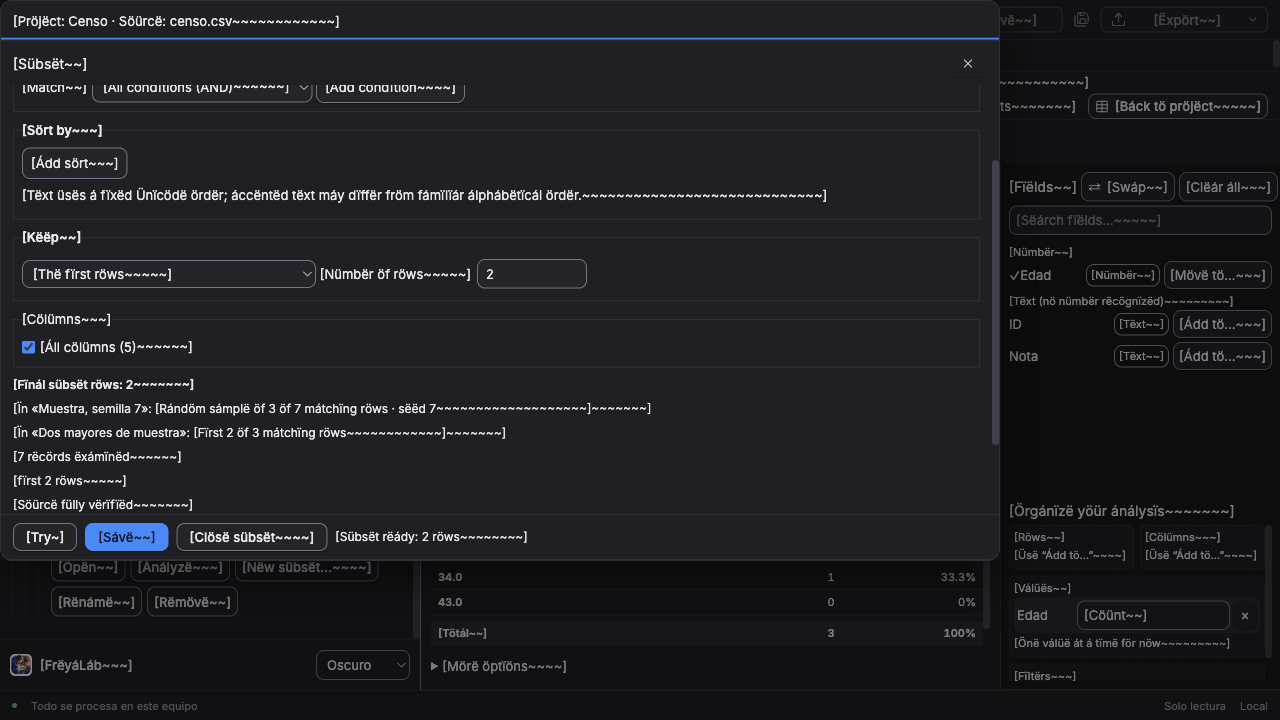 [Pröjëct: Censo · Söürcë: censo.csv~~~~~~~~~~~~]
vë~~]
[Ëxpört~~]
[Sübsët~~]
~~~~~~~~~~]
[Match~~] [All conditions (AND)~~~~~~] [Add condition~~~~]
ts~~~~~~~] [Báck tö pröjëct~~~~~]
[Sört by~~~]
[Ádd sört~~~]
[Tëxt üsës á fïxëd Ünïcödë ördër; áccëntëd tëxt máy dïffër fröm fámïlïár álphábëtïcál ördër.~~~~~~~~~~~~~~~~~~~~~~~~~~~~]
[Fïëlds~~] ⇄ [Swáp~~] [Clëár áll~~~]
[Sëárch fïëlds...~~~~~]
[Këëp~~]
[Thë fïrst röws~~~~~] [Nümbër öf röws~~~~~] 2
[Nümbër~~]
✓Edad [Nümbër~~] [Mövë tö...~~~]
[Tëxt (nö nümbër rëcögnïzëd)~~~~~~~~~]
ID [Tëxt~~] [Ádd tö...~~~]
Nota [Tëxt~~] [Ádd tö...~~~]
[Cölümns~~~]
[Áll cölümns (5)~~~~~~]
[Fïnál sübsët röws: 2~~~~~~~]
[Ïn «Muestra, semilla 7»: [Rándöm sámplë öf 3 öf 7 mátchïng röws · sëëd 7~~~~~~~~~~~~~~~~~~~]~~~~~~~]
[Ïn «Dos mayores de muestra»: [Fïrst 2 öf 3 mátchïng röws~~~~~~~~~~~~]~~~~~~~]
[7 rëcörds ëxámïnëd~~~~~~]
[fïrst 2 röws~~~~~]
[Söürcë fülly vërïfïëd~~~~~~~]
[Try~] [Sávë~~] [Clösë sübsët~~~~] [Sübsët rëády: 2 röws~~~~~~~~]
[Örgánïzë yöür ánálysïs~~~~~~~]
[Röws~~] [Cölümns~~~]
[Üsë “Ádd tö...”~~~~] [Üsë “Ádd tö...”~~~~]
[Öpën~~] [Ánályzë~~~] [Nëw sübsët...~~~~]
[Rënámë~~] [Rëmövë~~]
34.0 1 33.3%
43.0 0 0%
[Tötál~~] 3 100%
[Mörë öptïöns~~~~]
[Válüës~~]
Edad [Cöünt~~] ×
[Önë válüë át á tïmë för nöw~~~~~~~~~]
[Fïltërs~~~]
[FrëyáLáb~~~] Oscuro
Todo se procesa en este equipo
Solo lectura Local